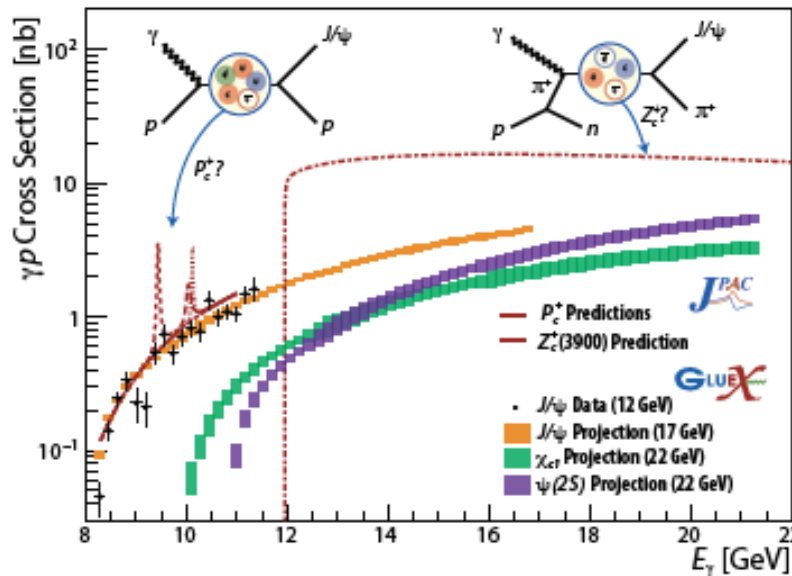 γp Cross Section [nb]
10²
10
1
10⁻¹
γ
J/ψ
p
p
P_c⁺?
γ
J/ψ
π⁺
π⁺
p
n
Z_c⁺?
JPAC
P_c⁺ Predictions
Z_c⁺(3900) Prediction
GLUEX
J/ψ Data (12 GeV)
J/ψ Projection (17 GeV)
χ_c1 Projection (22 GeV)
ψ(2S) Projection (22 GeV)
8 10 12 14 16 18 20 22
E_γ [GeV]